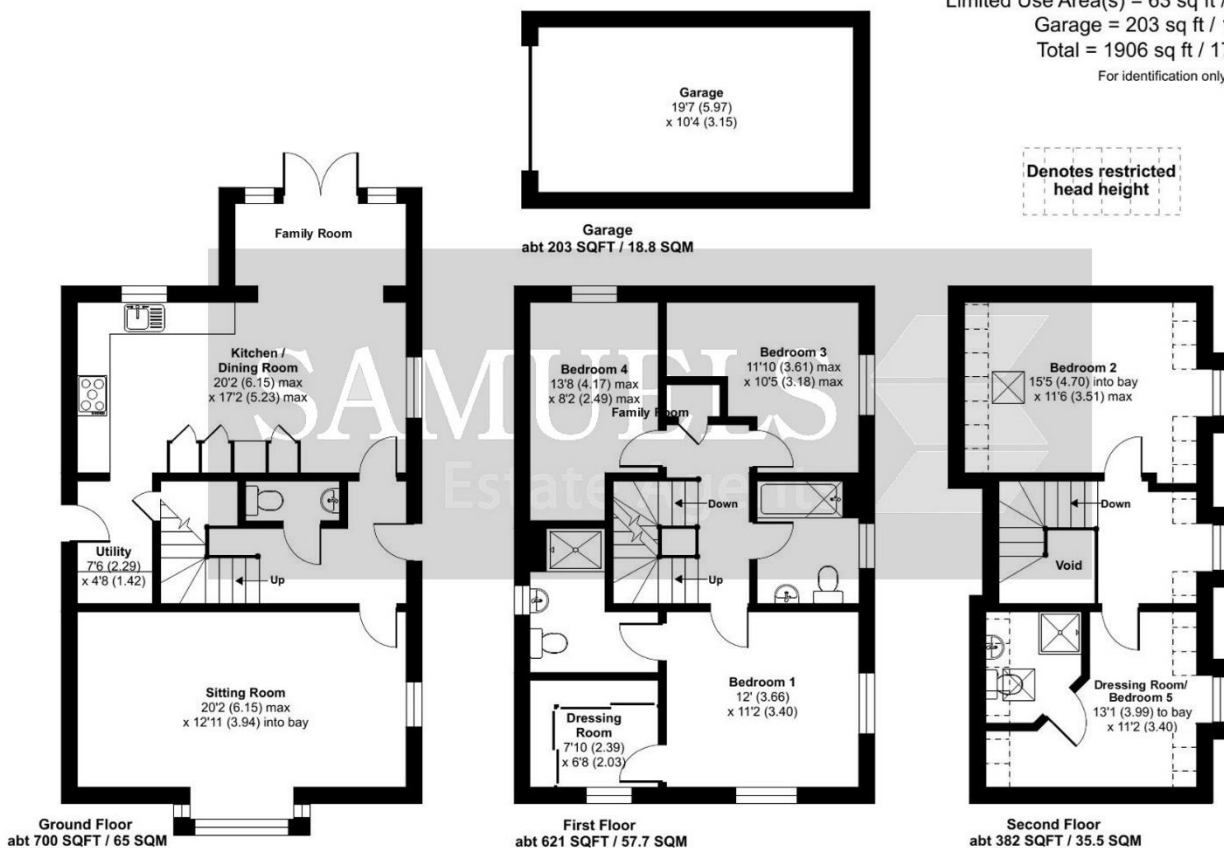 Limited Use Area(s) = 63 sq ft /
Garage = 203 sq ft /
Total = 1906 sq ft /
For identification only
Garage
19'7 (5.97)
x 10'4 (3.15)
Denotes restricted
head height
Garage
abt 203 SQFT / 18.8 SQM
Family Room
Kitchen /
Dining Room
20'2 (6.15) max
x 17'2 (5.23) max
Utility
7'6 (2.29)
x 4'8 (1.42)
Up
Sitting Room
20'2 (6.15) max
x 12'11 (3.94) into bay
Ground Floor
abt 700 SQFT / 65 SQM
SAMUELS
Estate Agent
Bedroom 4
13'8 (4.17) max
x 8'2 (2.49) max
Family Room
Bedroom 3
11'10 (3.61) max
x 10'5 (3.18) max
Down
Up
Bedroom 1
12' (3.66)
x 11'2 (3.40)
Dressing
Room
7'10 (2.39)
x 6'8 (2.03)
First Floor
abt 621 SQFT / 57.7 SQM
Bedroom 2
15'5 (4.70) into bay
x 11'6 (3.51) max
Down
Void
Dressing Room/
Bedroom 5
13'1 (3.99) to bay
x 11'2 (3.40)
Second Floor
abt 382 SQFT / 35.5 SQM